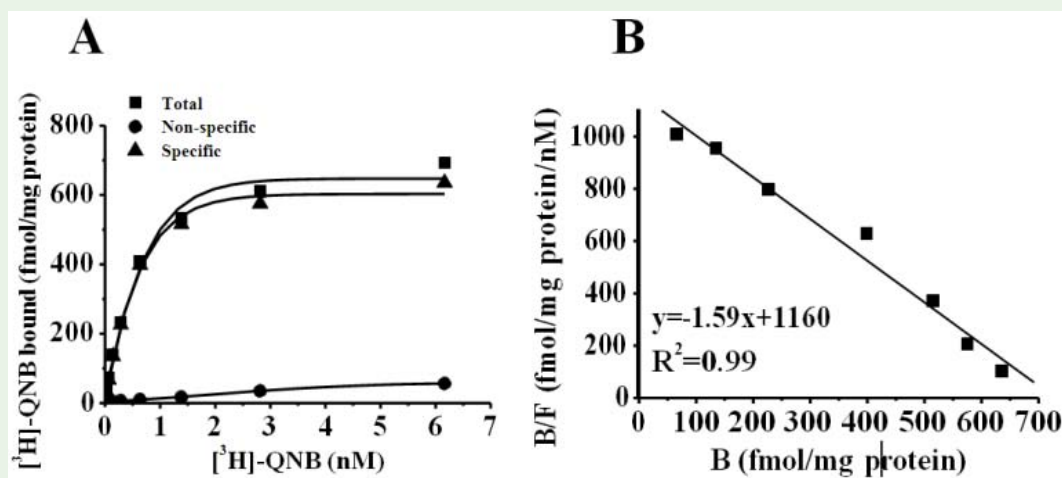 A
[³H]-QNB bound (fmol/mg protein)
Total
Non-specific
Specific
800
600
400
200
0
0 1 2 3 4 5 6 7
[³H]-QNB (nM)
B
B/F (fmol/mg protein/nM)
1000
800
600
400
200
0
y=-1.59x+1160
R²=0.99
0 100 200 300 400 500 600 700
B (fmol/mg protein)